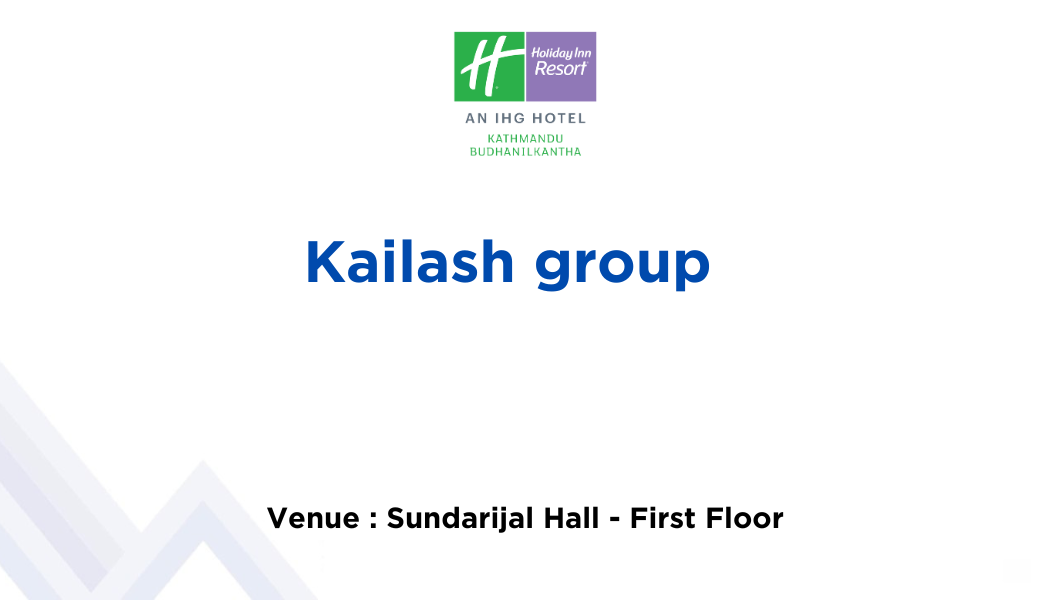 Holiday Inn
Resort
AN IHG HOTEL
KATHMANDU
BUDHANILKANTHA
Kailash group
Venue : Sundarijal Hall - First Floor